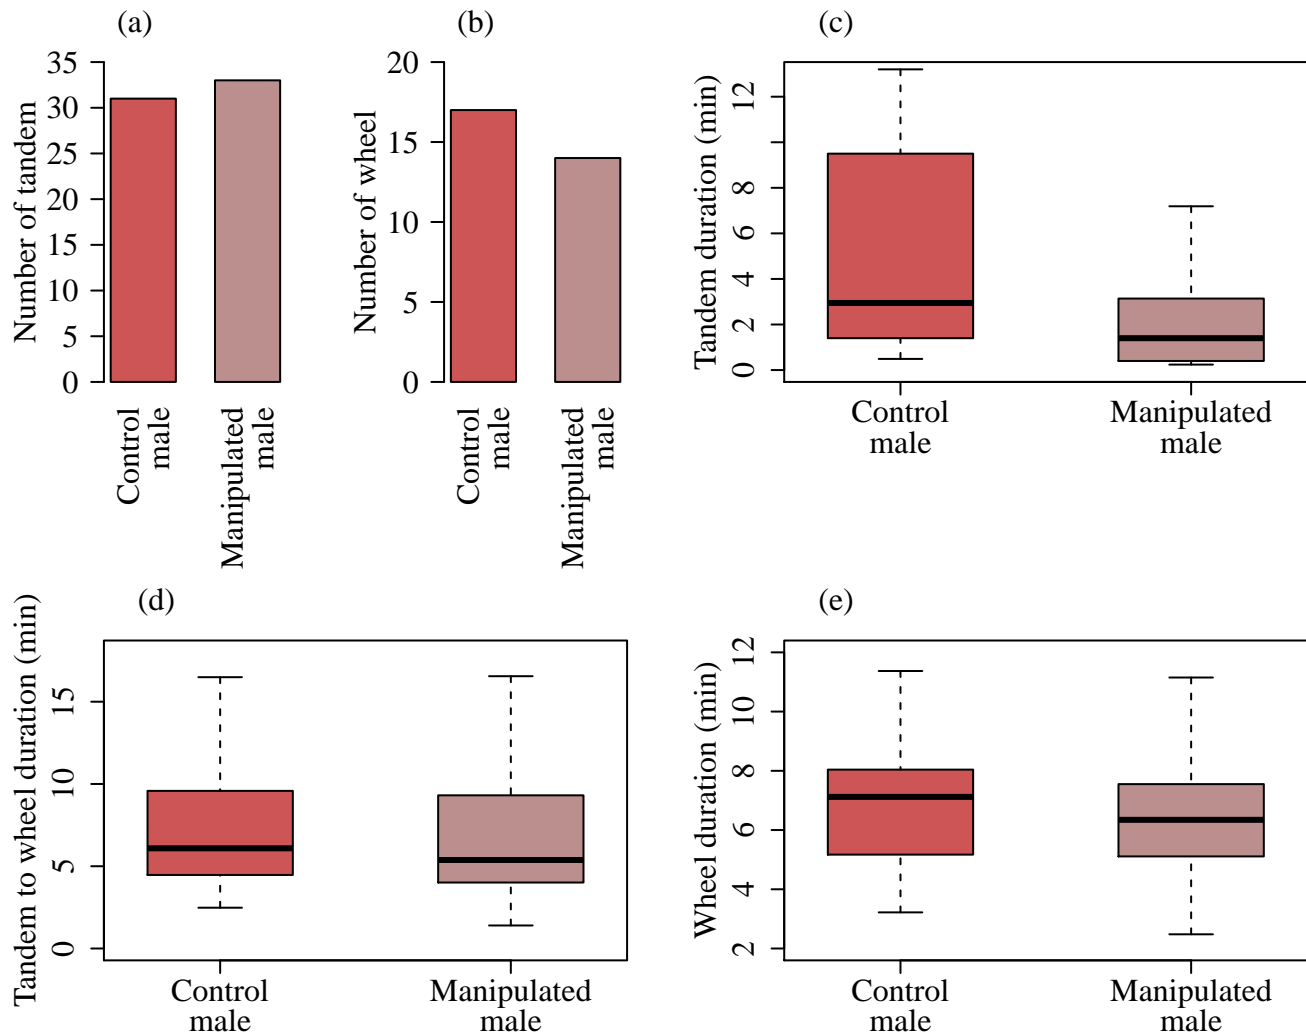 (a)
Number of tandem
35
30
25
20
15
10
5
0
Control
male
Manipulated
male
(b)
Number of wheel
20
15
10
5
0
Control
male
Manipulated
male
(c)
Tandem duration (min)
12
8
6
4
2
0
Control
male
Manipulated
male
(d)
Tandem to wheel duration (min)
15
10
5
0
Control
male
Manipulated
male
(e)
Wheel duration (min)
12
10
8
6
4
2
Control
male
Manipulated
male